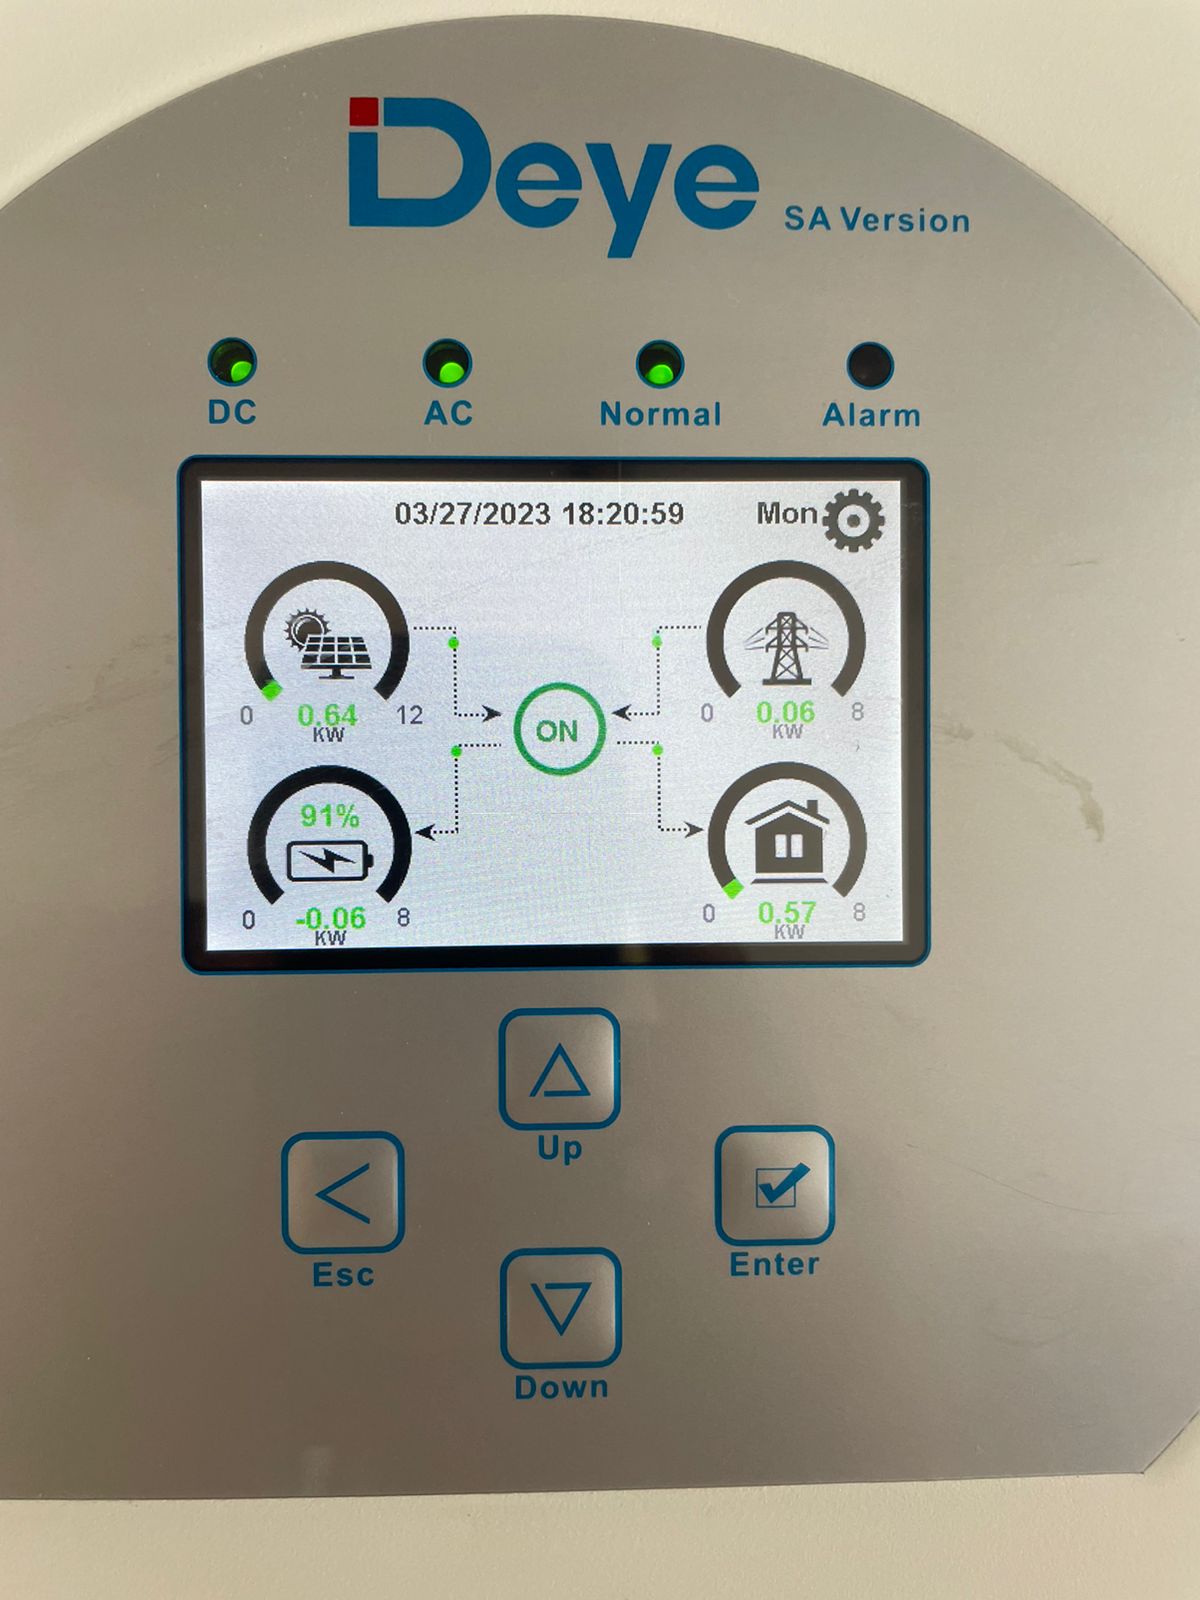 Deye SA Version
DC AC Normal Alarm
03/27/2023 18:20:59 Mon
0 0.64 12
KW
0 0.06 8
KW
ON
91%
0 -0.06 8
KW
0 0.57 8
KW
Up
Esc
Enter
Down